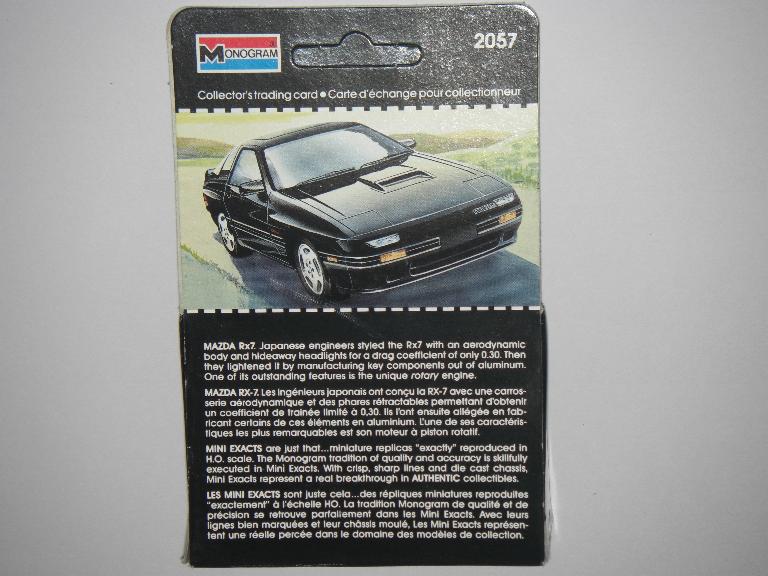 MONOGRAM
2057
Collector's trading card • Carte d'échange pour collectionneur
MAZDA Rx7. Japanese engineers styled the Rx7 with an aerodynamic
body and hideaway headlights for a drag coefficient of only 0.30. Then
they lightened it by manufacturing key components out of aluminum.
One of its outstanding features is the unique rotary engine.
MAZDA RX-7. Les ingénieurs japonais ont conçu la RX-7 avec une carros-
serie aérodynamique et des phares rétractables permettant d'obtenir
un coefficient de trainée limité à 0,30. Ils l'ont ensuite allégée en fab-
ricant certains de ces éléments en aluminium. L'une de ses caractéris-
tiques les plus remarquables est son moteur à piston rotatif.
MINI EXACTS are just that...miniature replicas "exactly" reproduced in
H.O. scale. The Monogram tradition of quality and accuracy is skillfully
executed in Mini Exacts. With crisp, sharp lines and die cast chassis,
Mini Exacts represent a real breakthrough in AUTHENTIC collectibles.
LES MINI EXACTS sont juste cela...des répliques miniatures reproduites
"exactement" à l'échelle HO. La tradition Monogram de qualité et de
précision se retrouve parfaitement dans les Mini Exacts. Avec leurs
lignes bien marquées et leur châssis moulé, Les Mini Exacts représen-
tent une réelle percée dans le domaine des modèles de collection.